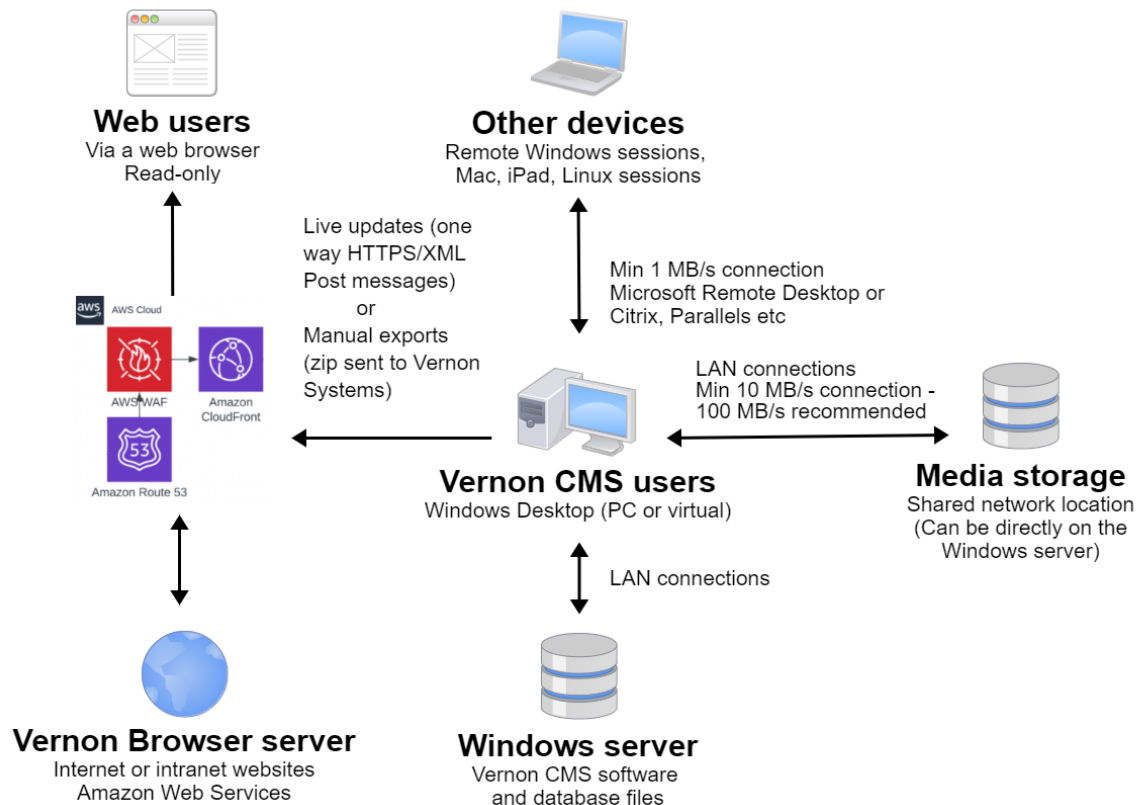 Web users
Via a web browser
Read-only
Other devices
Remote Windows sessions,
Mac, iPad, Linux sessions
Live updates (one
way HTTPS/XML
Post messages)
or
Manual exports
(zip sent to Vernon
Systems)
Min 1 MB/s connection
Microsoft Remote Desktop or
Citrix, Parallels etc
aws
AWS Cloud
AWS WAF
Amazon
CloudFront
53
Amazon Route 53
LAN connections
Min 10 MB/s connection -
100 MB/s recommended
Vernon CMS users
Windows Desktop (PC or virtual)
Media storage
Shared network location
(Can be directly on the
Windows server)
LAN connections
Vernon Browser server
Internet or intranet websites
Amazon Web Services
Windows server
Vernon CMS software
and database files